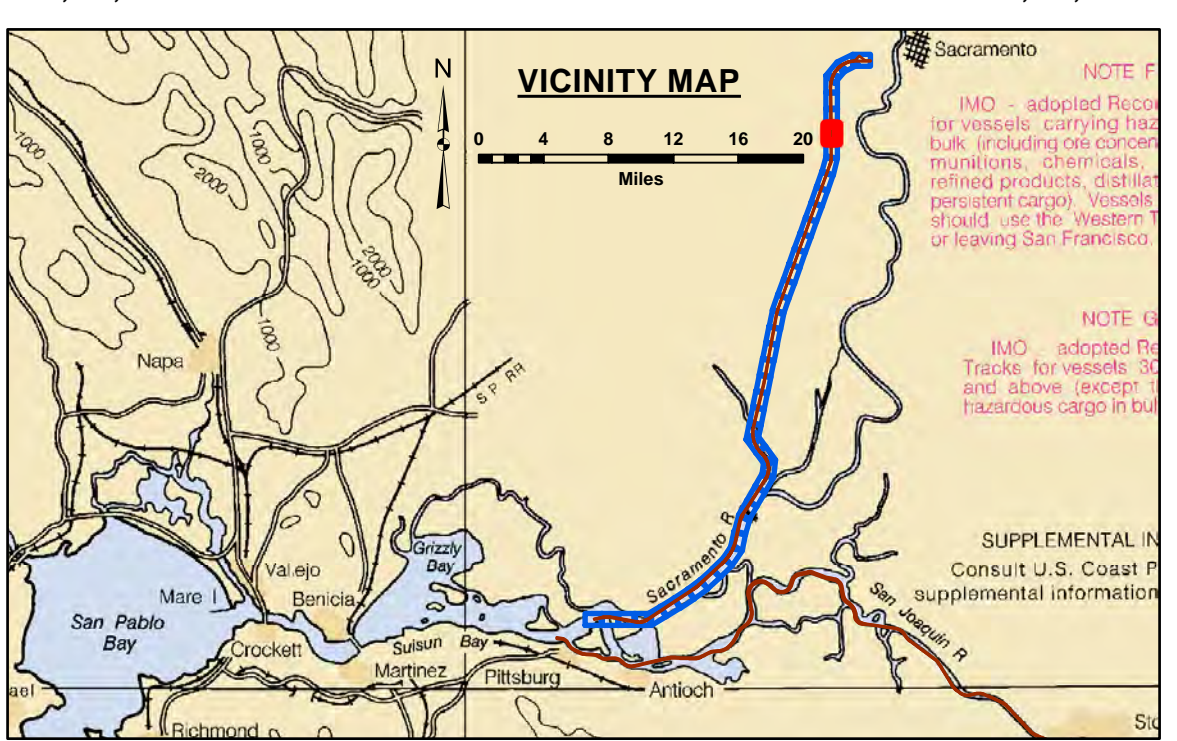 VICINITY MAP
N
0 4 8 12 16 20
Miles
Sacramento
NOTE F
IMO - adopted Reco
for vessels carrying haz
bulk (including ore concen
munitions, chemicals,
refined products, distillat
persistent cargo). Vessels
should use the Western T
or leaving San Francisco.
NOTE G
IMO adopted Re
Tracks for vessels 30
and above (except t
hazardous cargo in bul
SUPPLEMENTAL IN
Consult U.S. Coast P
supplemental information
1000
1000
2000
2000
1000
1000
Napa
S P RR
Grizzly
Bay
Vallejo
Mare I
Benicia
San Pablo
Bay
Crockett
Suisun Bay
Martinez
Pittsburg
Antioch
Sacramento R
San Joaquin R
ael
Richmond
Sto